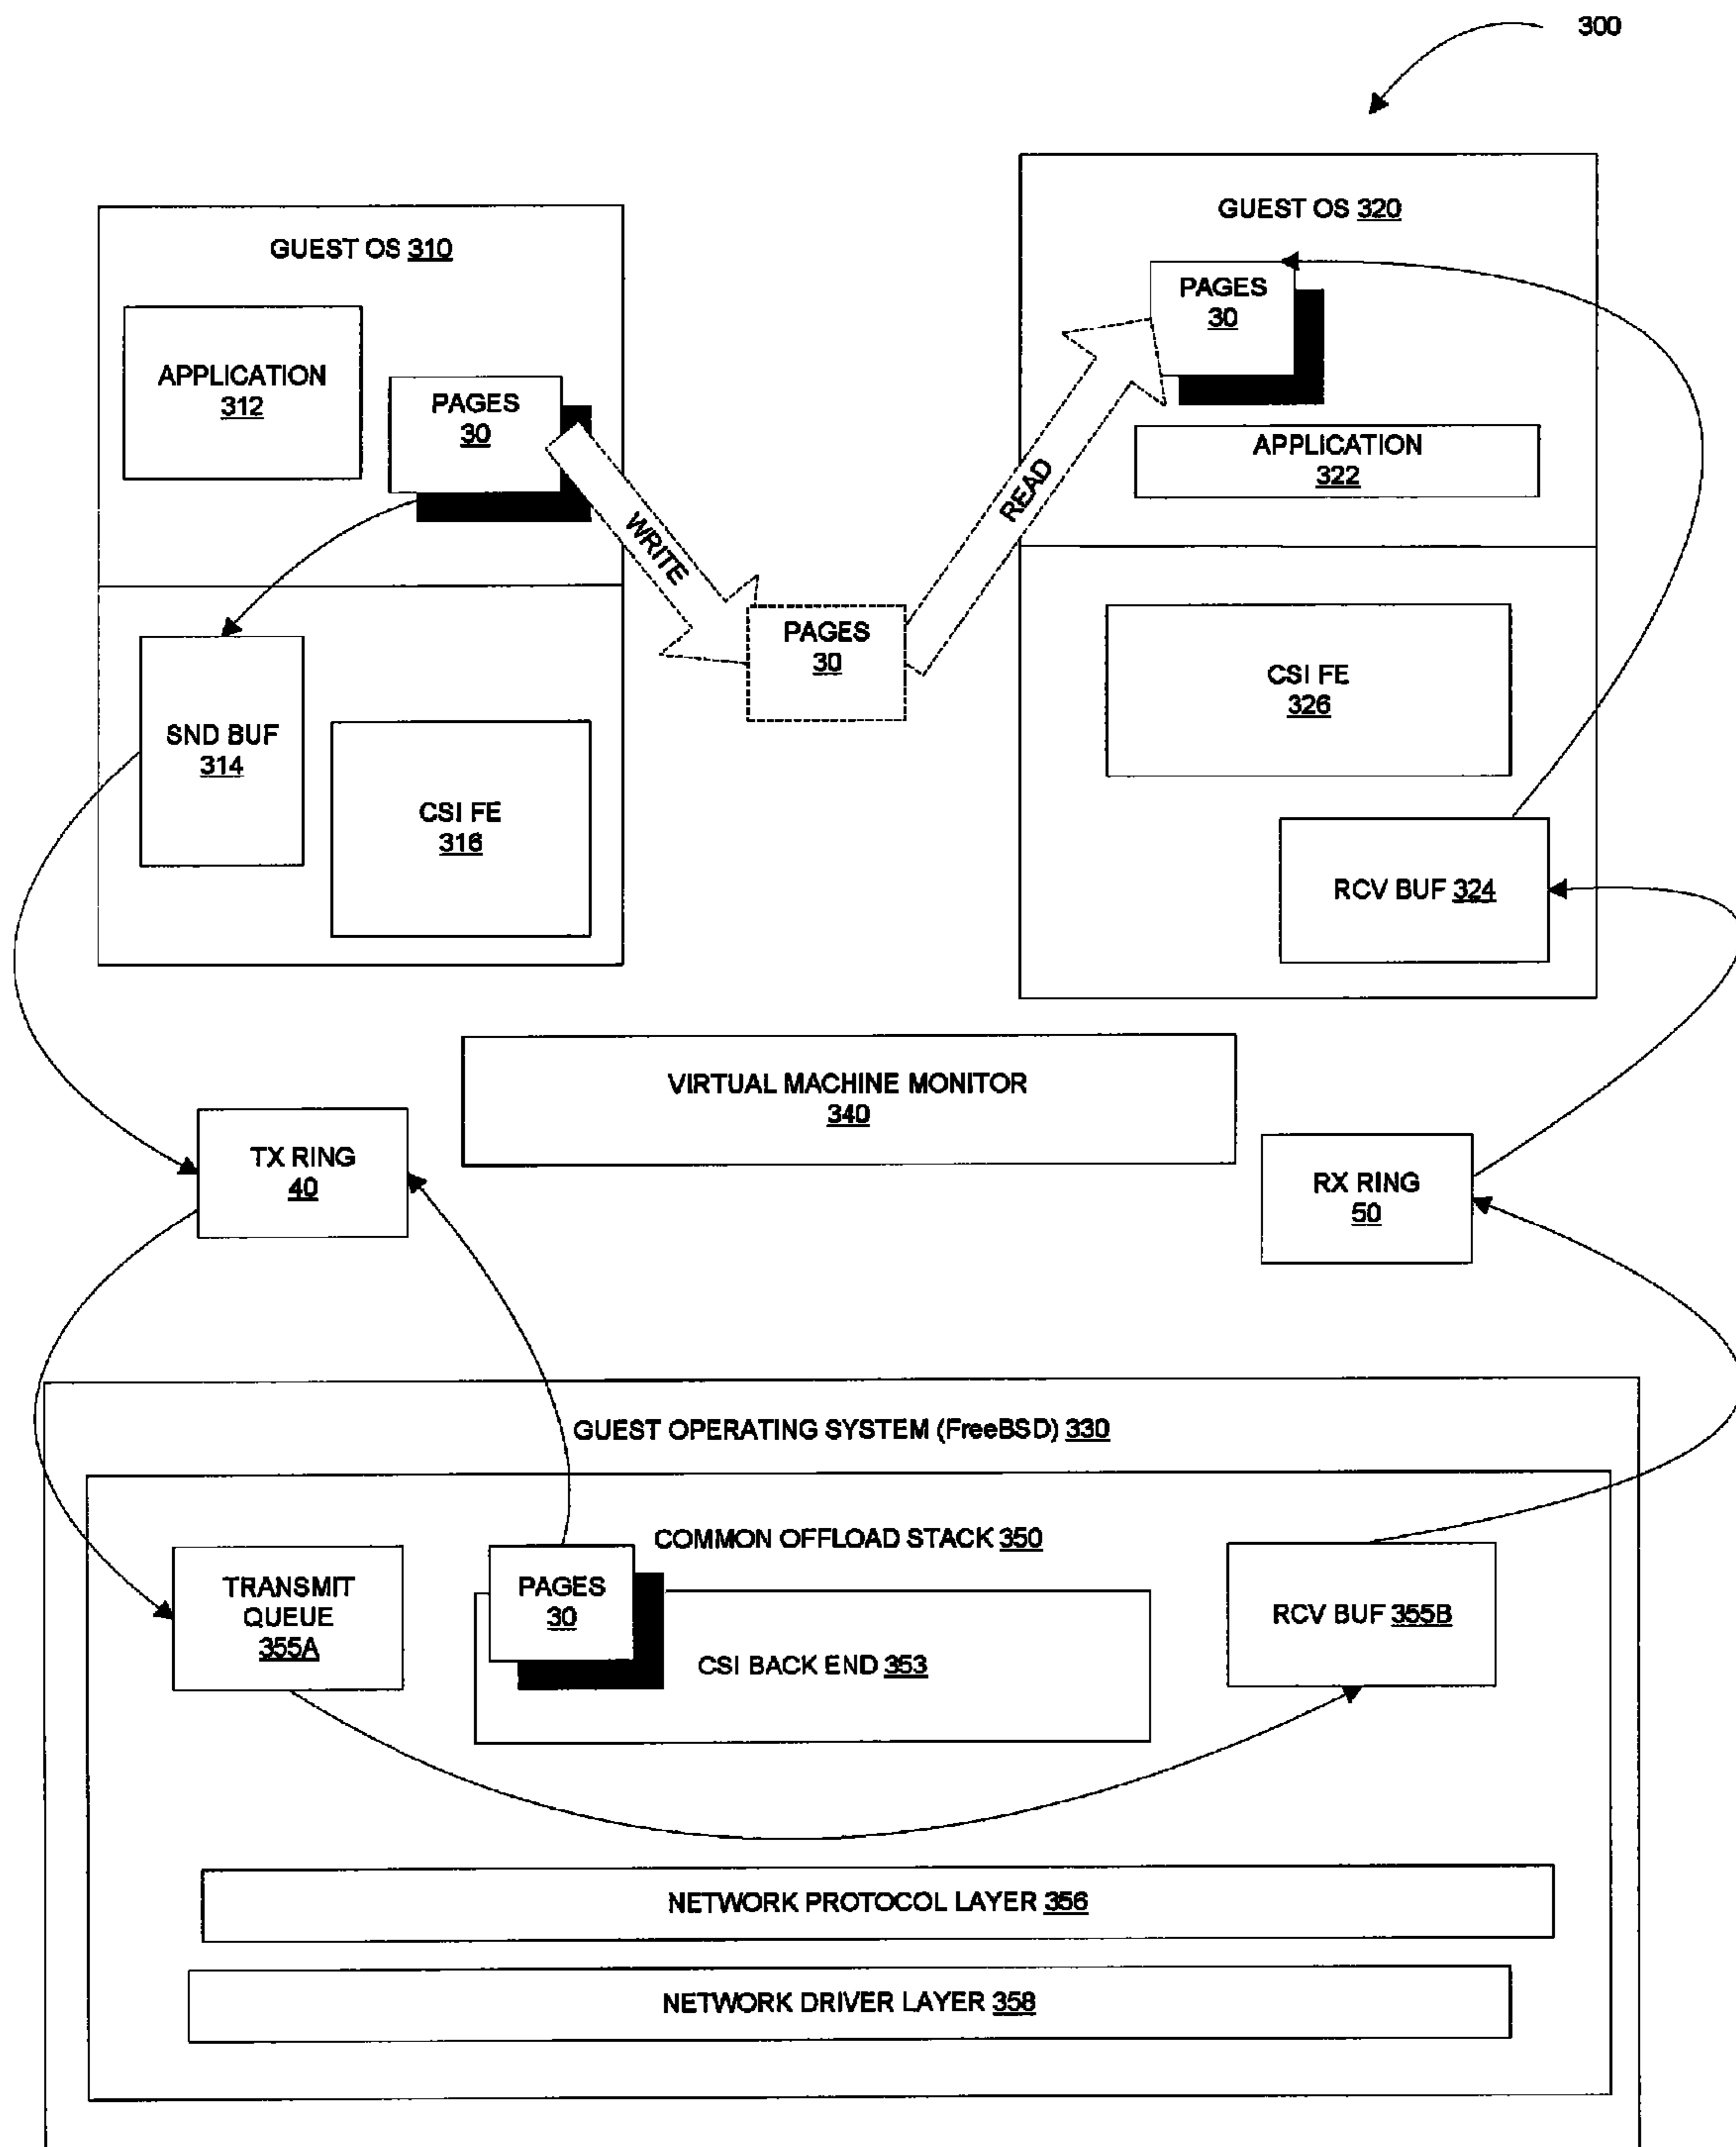 300
GUEST OS 310
APPLICATION
312
PAGES
30
WRITE
PAGES
30
READ
GUEST OS 320
PAGES
30
APPLICATION
322
SND BUF
314
CSI FE
316
CSI FE
326
RCV BUF 324
VIRTUAL MACHINE MONITOR
340
TX RING
40
RX RING
50
GUEST OPERATING SYSTEM (FreeBSD) 330
COMMON OFFLOAD STACK 350
TRANSMIT
QUEUE
355A
PAGES
30
CSI BACK END 353
RCV BUF 355B
NETWORK PROTOCOL LAYER 356
NETWORK DRIVER LAYER 358